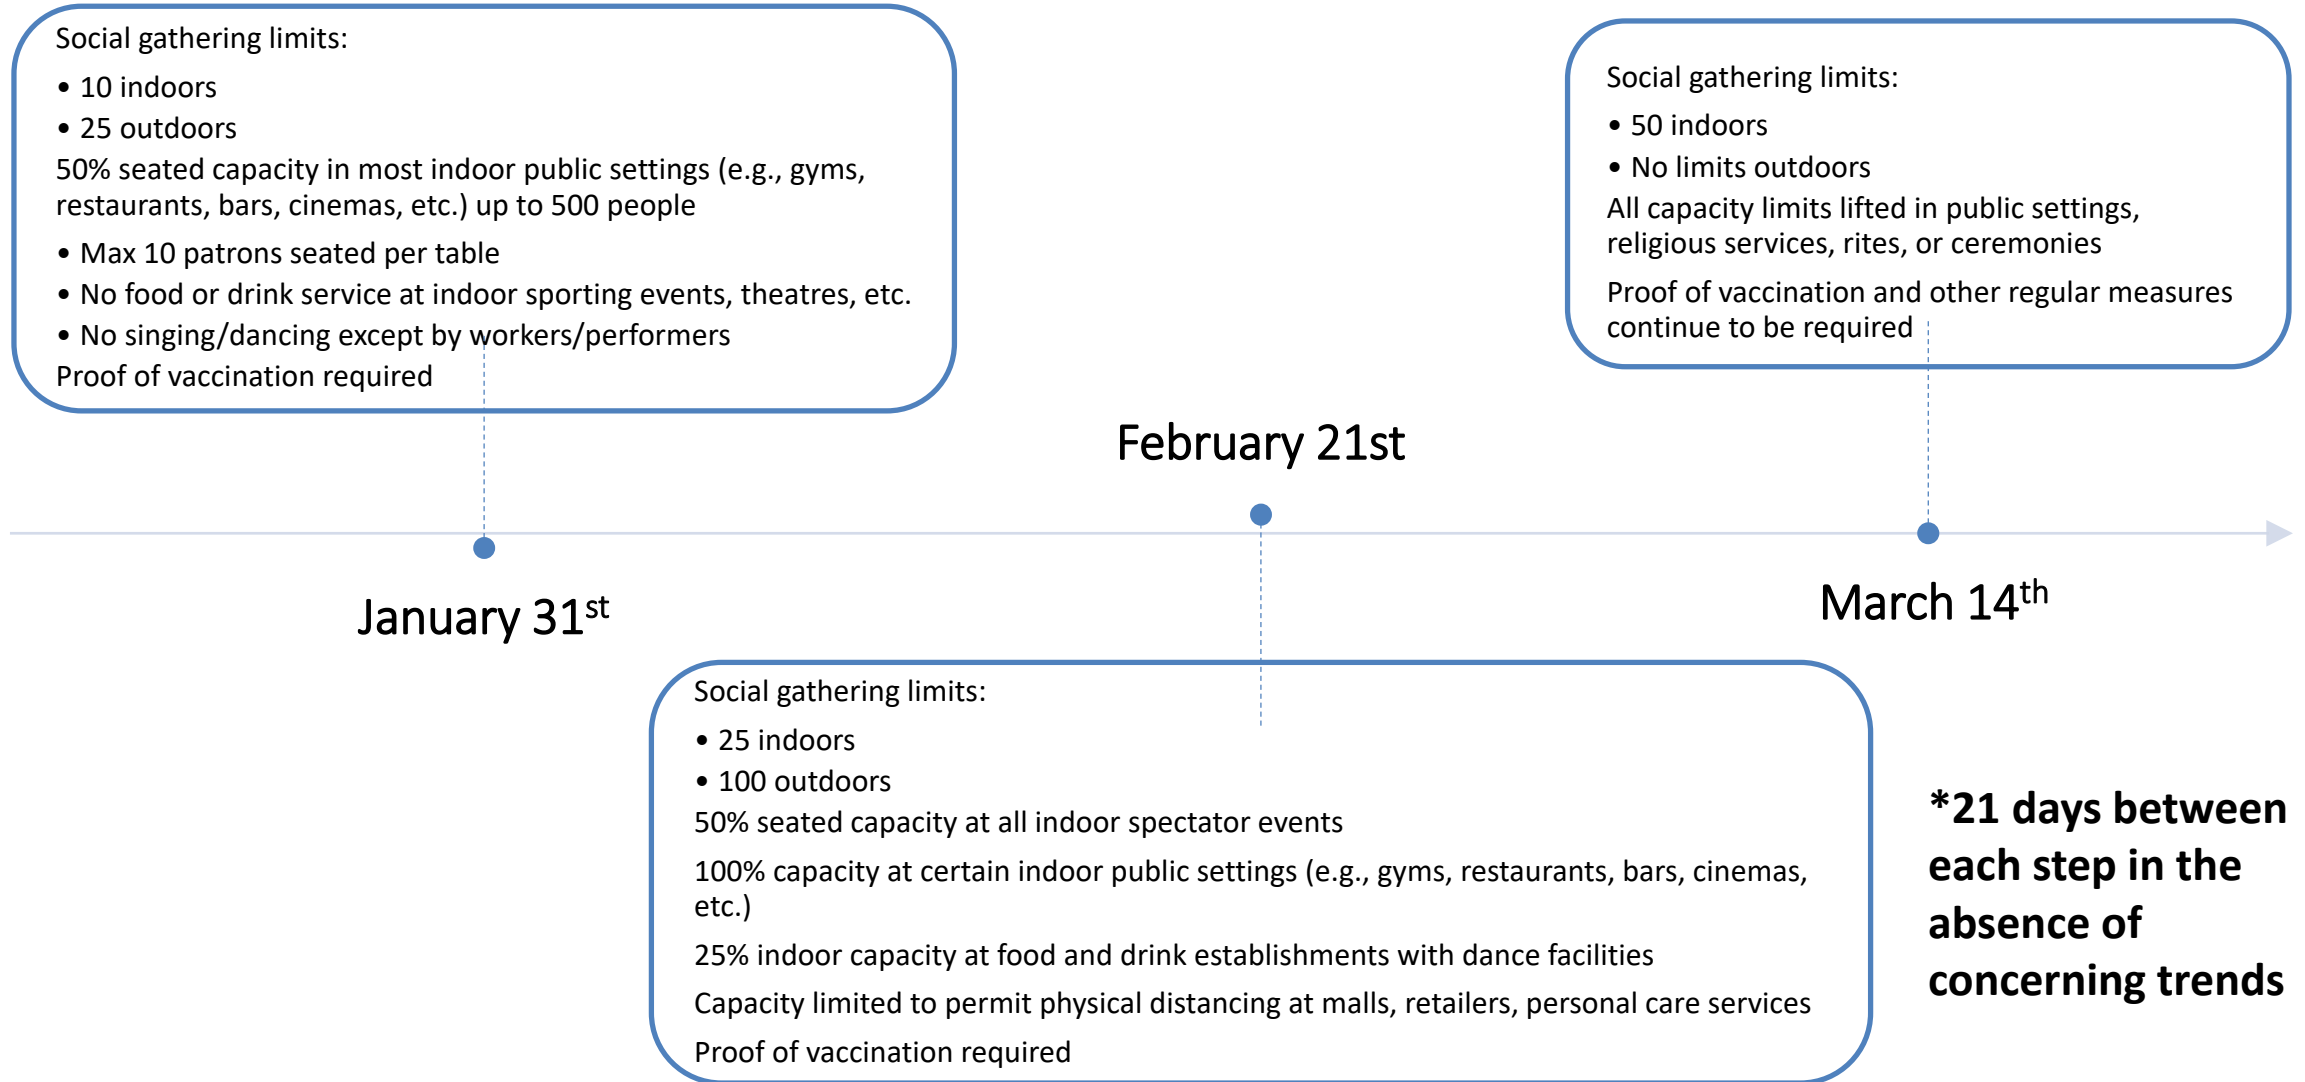 Social gathering limits:
• 10 indoors
• 25 outdoors
50% seated capacity in most indoor public settings (e.g., gyms,
restaurants, bars, cinemas, etc.) up to 500 people
• Max 10 patrons seated per table
• No food or drink service at indoor sporting events, theatres, etc.
• No singing/dancing except by workers/performers
Proof of vaccination required
January 31st
February 21st
Social gathering limits:
• 25 indoors
• 100 outdoors
50% seated capacity at all indoor spectator events
100% capacity at certain indoor public settings (e.g., gyms, restaurants, bars, cinemas,
etc.)
25% indoor capacity at food and drink establishments with dance facilities
Capacity limited to permit physical distancing at malls, retailers, personal care services
Proof of vaccination required
Social gathering limits:
• 50 indoors
• No limits outdoors
All capacity limits lifted in public settings,
religious services, rites, or ceremonies
Proof of vaccination and other regular measures
continue to be required
March 14th
*21 days between
each step in the
absence of
concerning trends